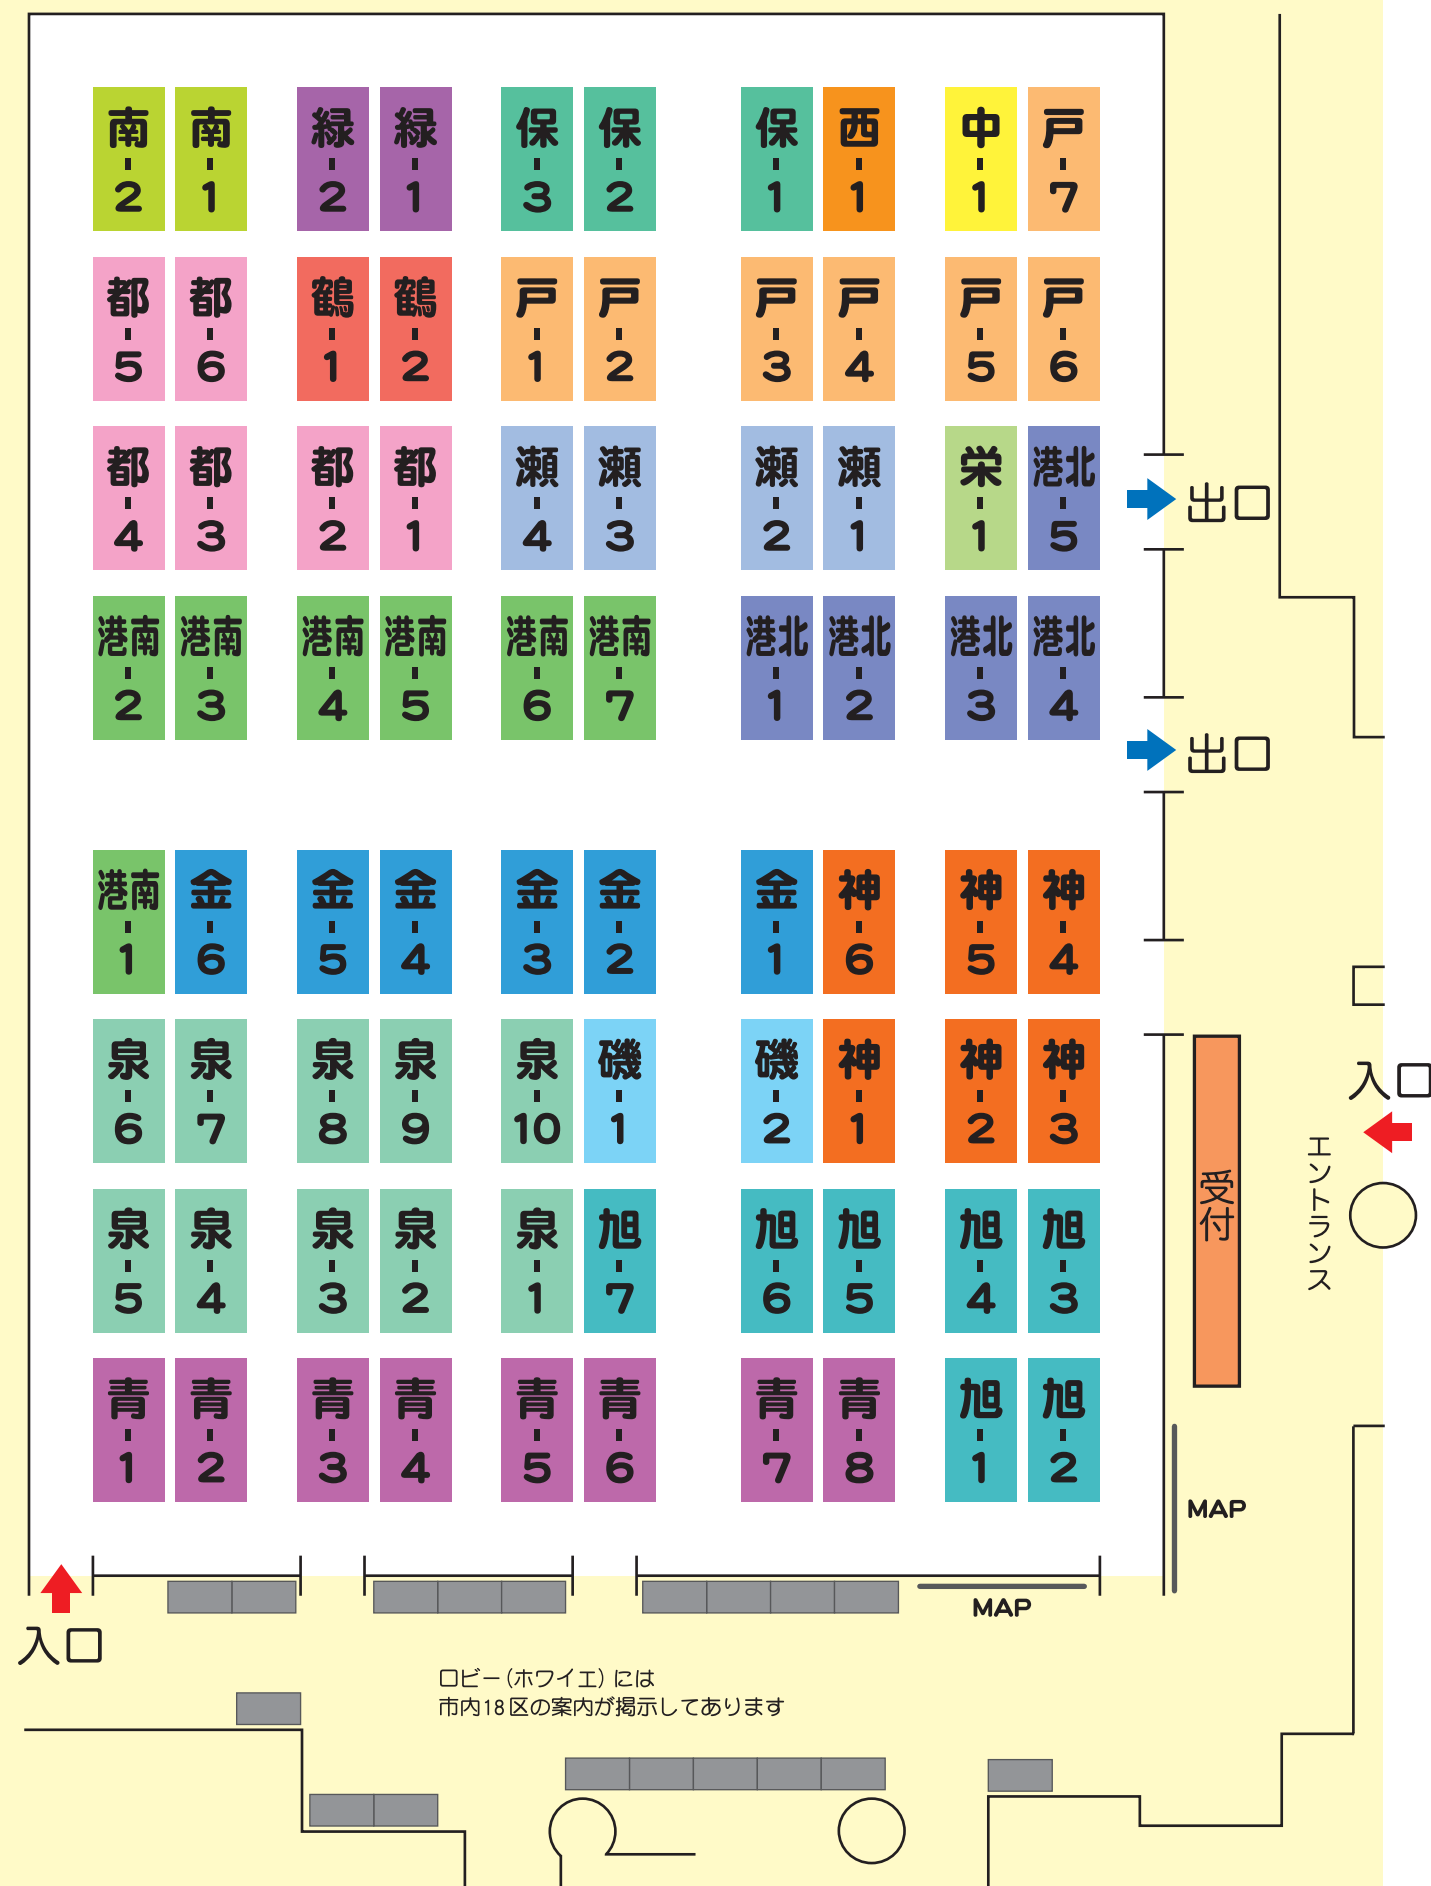 南-2 南-1 緑-2 緑-1 保-3 保-2 保-1 西-1 中-1 戸-7
都-5 都-6 鶴-1 鶴-2 戸-1 戸-2 戸-3 戸-4 戸-5 戸-6
都-4 都-3 都-2 都-1 瀬-4 瀬-3 瀬-2 瀬-1 栄-1 港北-5
出口
港南-2 港南-3 港南-4 港南-5 港南-6 港南-7 港北-1 港北-2 港北-3 港北-4
出口
港南-1 金-6 金-5 金-4 金-3 金-2 金-1 神-6 神-5 神-4
泉-6 泉-7 泉-8 泉-9 泉-10 磯-1 磯-2 神-1 神-2 神-3
入口
エントランス
受付
泉-5 泉-4 泉-3 泉-2 泉-1 旭-7 旭-6 旭-5 旭-4 旭-3
青-1 青-2 青-3 青-4 青-5 青-6 青-7 青-8 旭-1 旭-2
MAP
MAP
入口
ロビー(ホワイエ)には
市内18区の案内が掲示してあります